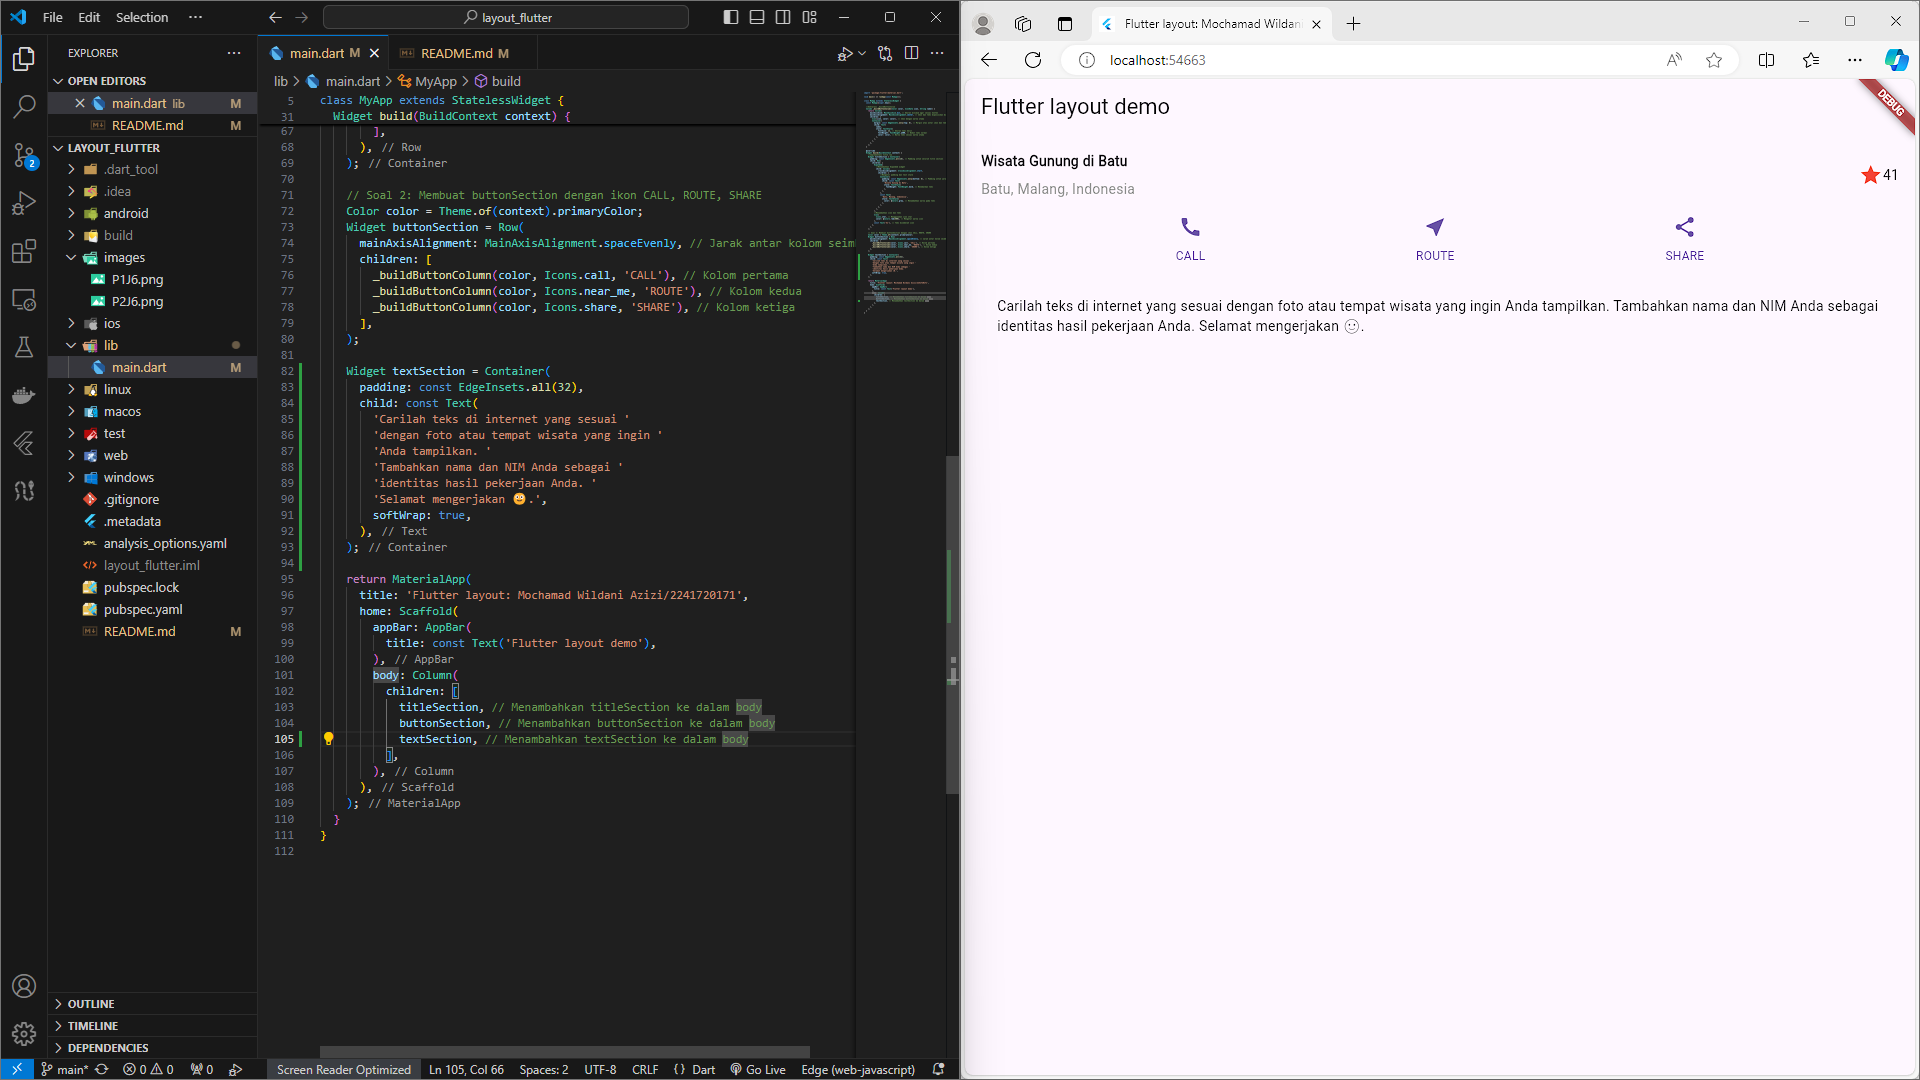 File Edit Selection ···
layout_flutter
EXPLORER ···
OPEN EDITORS
main.dart lib M
README.md M
LAYOUT_FLUTTER
.dart_tool
.idea
android
build
images
P1J6.png
P2J6.png
ios
lib
main.dart M
linux
macos
test
web
windows
.gitignore
.metadata
analysis_options.yaml
layout_flutter.iml
pubspec.lock
pubspec.yaml
README.md M
OUTLINE
TIMELINE
DEPENDENCIES
2
main.dart M
README.md M
lib > main.dart > MyApp > build
5 class MyApp extends StatelessWidget {
31 Widget build(BuildContext context) {
67 ],
68 ), // Row
69 ); // Container
70
71 // Soal 2: Membuat buttonSection dengan ikon CALL, ROUTE, SHARE
72 Color color = Theme.of(context).primaryColor;
73 Widget buttonSection = Row(
74 mainAxisAlignment: MainAxisAlignment.spaceEvenly, // Jarak antar kolom seim
75 children: [
76 _buildButtonColumn(color, Icons.call, 'CALL'), // Kolom pertama
77 _buildButtonColumn(color, Icons.near_me, 'ROUTE'), // Kolom kedua
78 _buildButtonColumn(color, Icons.share, 'SHARE'), // Kolom ketiga
79 ],
80 );
81
82 Widget textSection = Container(
83 padding: const EdgeInsets.all(32),
84 child: const Text(
85 'Carilah teks di internet yang sesuai '
86 'dengan foto atau tempat wisata yang ingin '
87 'Anda tampilkan. '
88 'Tambahkan nama dan NIM Anda sebagai '
89 'identitas hasil pekerjaan Anda. '
90 'Selamat mengerjakan 🙂.',
91 softWrap: true,
92 ), // Text
93 ); // Container
94
95 return MaterialApp(
96 title: 'Flutter layout: Mochamad Wildani Azizi/2241720171',
97 home: Scaffold(
98 appBar: AppBar(
99 title: const Text('Flutter layout demo'),
100 ), // AppBar
101 body: Column(
102 children: [
103 titleSection, // Menambahkan titleSection ke dalam body
104 buttonSection, // Menambahkan buttonSection ke dalam body
105 textSection, // Menambahkan textSection ke dalam body
106 ],
107 ), // Column
108 ), // Scaffold
109 ); // MaterialApp
110 }
111 }
112
main* 0 0 0 Screen Reader Optimized Ln 105, Col 66 Spaces: 2 UTF-8 CRLF {} Dart Go Live Edge (web-javascript)
Flutter layout: Mochamad Wildani
localhost:54663
DEBUG
Flutter layout demo
Wisata Gunung di Batu
Batu, Malang, Indonesia
41
CALL ROUTE SHARE
Carilah teks di internet yang sesuai dengan foto atau tempat wisata yang ingin Anda tampilkan. Tambahkan nama dan NIM Anda sebagai
identitas hasil pekerjaan Anda. Selamat mengerjakan 🙂.